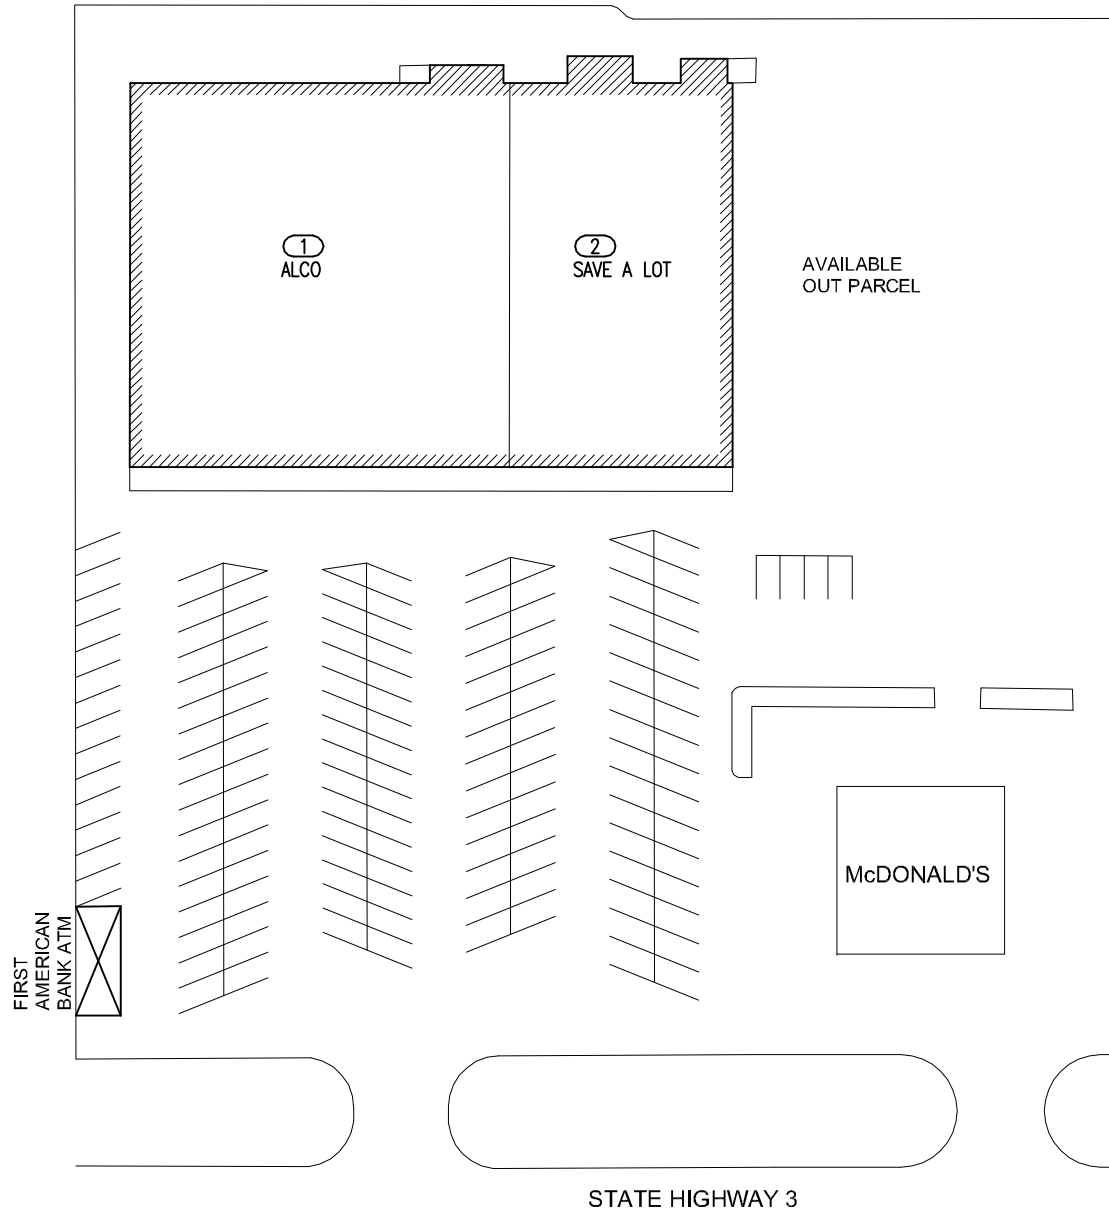 1
ALCO
2
SAVE A LOT
AVAILABLE
OUT PARCEL
McDONALD'S
FIRST
AMERICAN
BANK ATM
STATE HIGHWAY 3